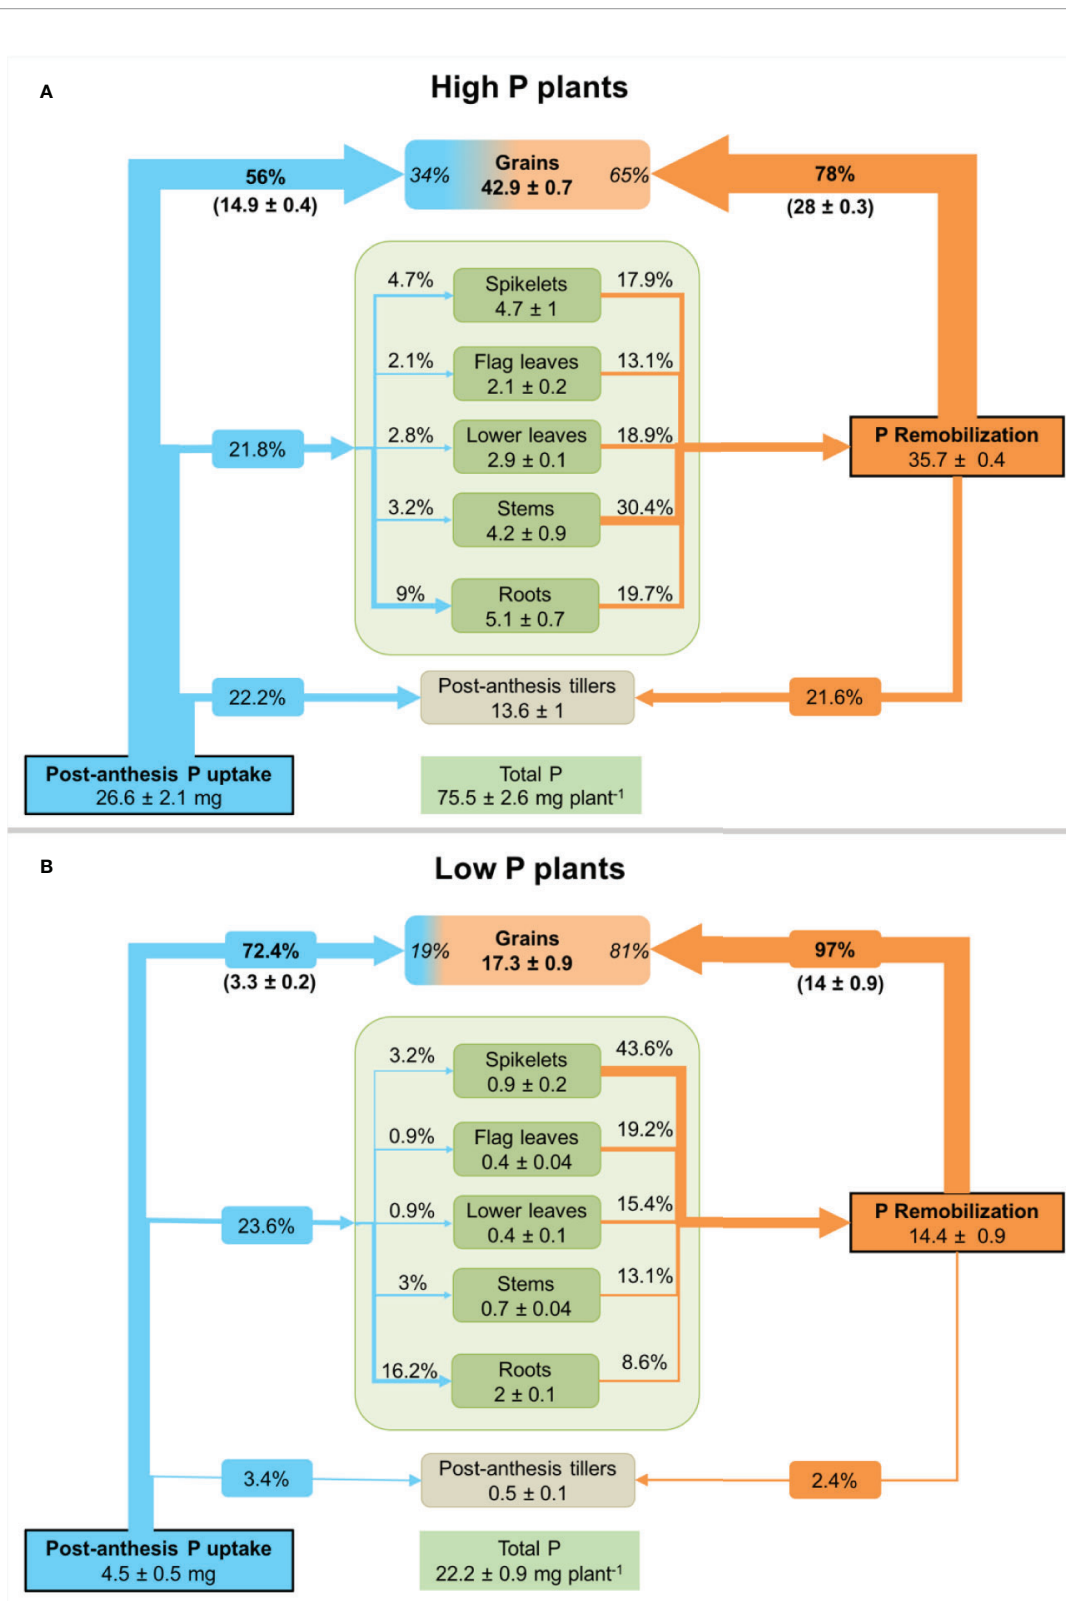 A
High P plants
56%
(14.9 ± 0.4)
34%
Grains
42.9 ± 0.7
65%
78%
(28 ± 0.3)
4.7%
Spikelets
4.7 ± 1
17.9%
2.1%
Flag leaves
2.1 ± 0.2
13.1%
21.8%
2.8%
Lower leaves
2.9 ± 0.1
18.9%
P Remobilization
35.7 ± 0.4
3.2%
Stems
4.2 ± 0.9
30.4%
9%
Roots
5.1 ± 0.7
19.7%
22.2%
Post-anthesis tillers
13.6 ± 1
21.6%
Post-anthesis P uptake
26.6 ± 2.1 mg
Total P
75.5 ± 2.6 mg plant⁻¹
B
Low P plants
72.4%
(3.3 ± 0.2)
19%
Grains
17.3 ± 0.9
81%
97%
(14 ± 0.9)
3.2%
Spikelets
0.9 ± 0.2
43.6%
0.9%
Flag leaves
0.4 ± 0.04
19.2%
23.6%
0.9%
Lower leaves
0.4 ± 0.1
15.4%
P Remobilization
14.4 ± 0.9
3%
Stems
0.7 ± 0.04
13.1%
16.2%
Roots
2 ± 0.1
8.6%
3.4%
Post-anthesis tillers
0.5 ± 0.1
2.4%
Post-anthesis P uptake
4.5 ± 0.5 mg
Total P
22.2 ± 0.9 mg plant⁻¹